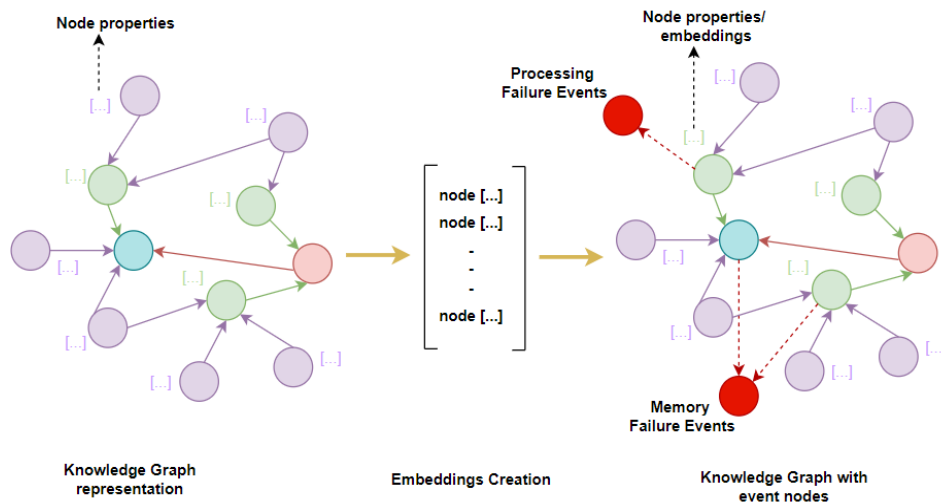 Node properties
[...]
[...]
[...]
[...]
[...]
[...]
[...]
[...]
[...]
node [...]
node [...]
-
-
-
node [...]
Node properties/
embeddings
Processing
Failure Events
[...]
[...]
[...]
[...]
[...]
[...]
[...]
[...]
[...]
Memory
Failure Events
Knowledge Graph
representation
Embeddings Creation
Knowledge Graph with
event nodes